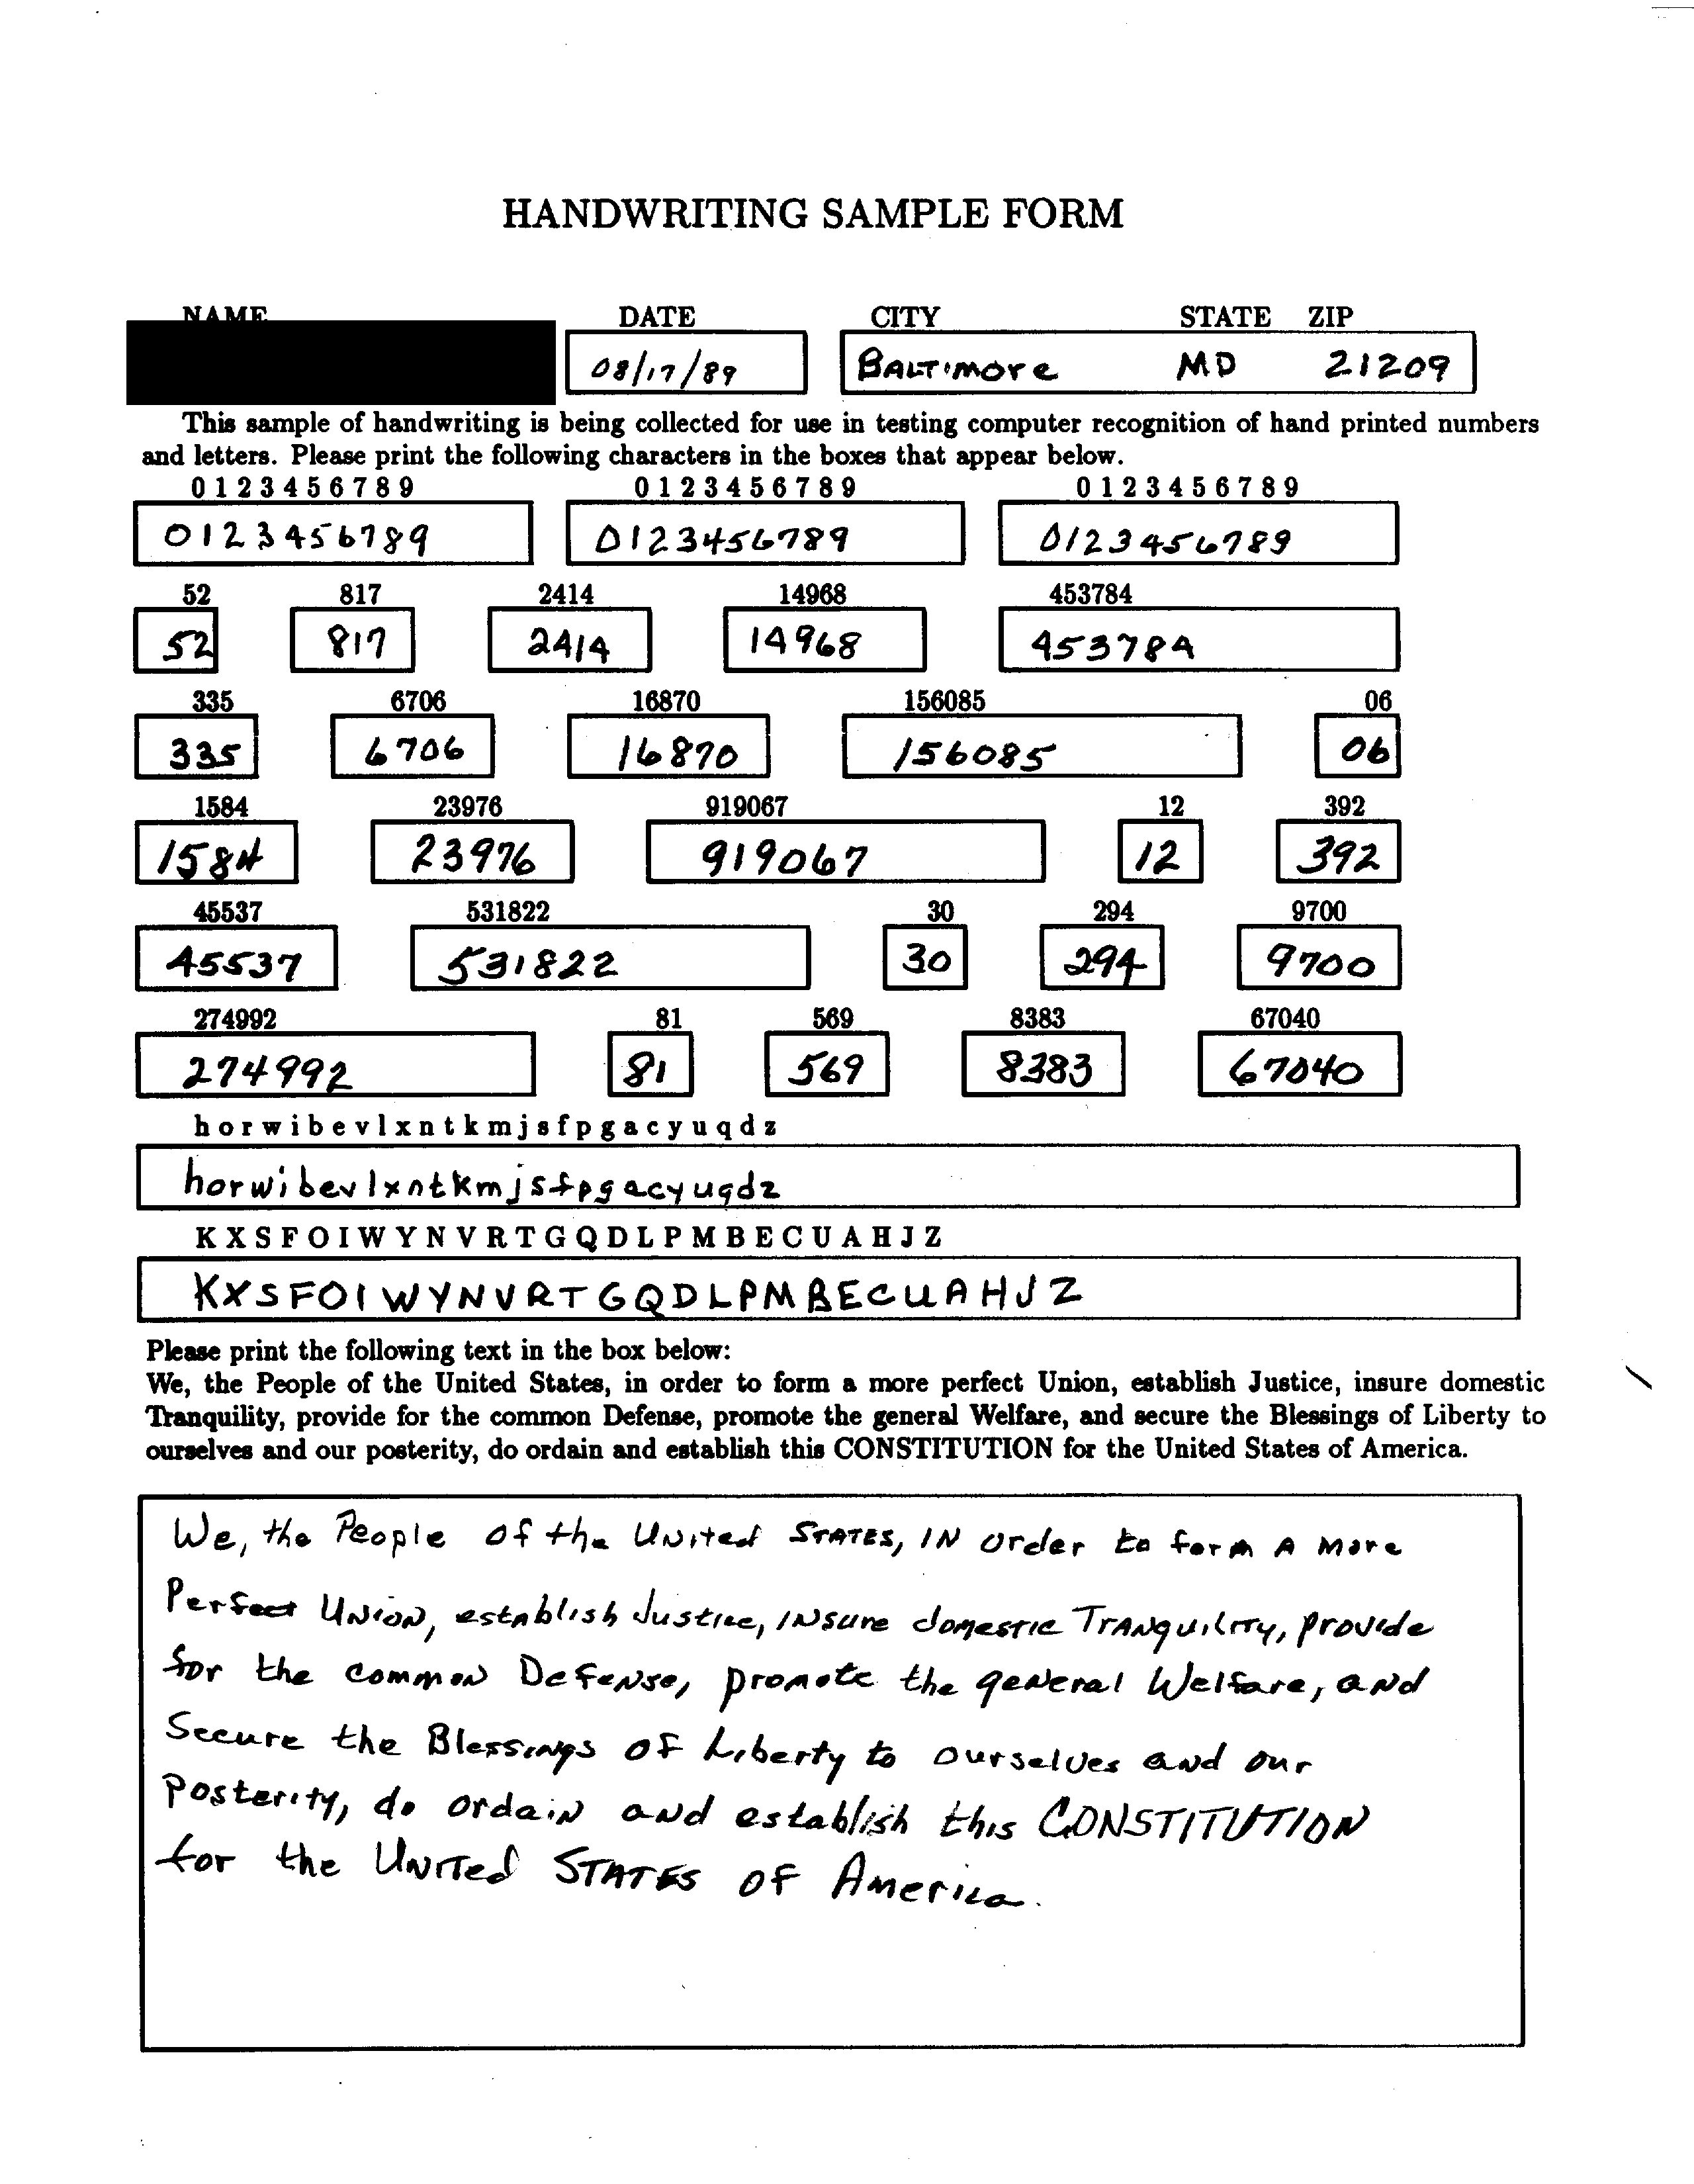 HANDWRITING SAMPLE FORM
NAME DATE CITY STATE ZIP
08/17/89 BALTimore MD 21209
This sample of handwriting is being collected for use in testing computer recognition of hand printed numbers
and letters. Please print the following characters in the boxes that appear below.
0 1 2 3 4 5 6 7 8 9 0 1 2 3 4 5 6 7 8 9 0 1 2 3 4 5 6 7 8 9
0123456789 0123456789 0123456789
52 817 2414 14968 453784
52 817 2414 14968 453784
335 6706 16870 156085 06
335 6706 16870 156085 06
1584 23976 919067 12 392
1584 23976 919067 12 392
45537 531822 30 294 9700
45537 531822 30 294 9700
274992 81 569 8383 67040
274992 81 569 8383 67040
h o r w i b e v l x n t k m j s f p g a c y u q d z
horwibevlxntkmjsfpgacyuqdz
K X S F O I W Y N V R T G Q D L P M B E C U A H J Z
KXSFOIWYNVRTGQDLPMBECUAHJZ
Please print the following text in the box below:
We, the People of the United States, in order to form a more perfect Union, establish Justice, insure domestic
Tranquility, provide for the common Defense, promote the general Welfare, and secure the Blessings of Liberty to
ourselves and our posterity, do ordain and establish this CONSTITUTION for the United States of America.
We, the People of the UNited STATES, IN order to form A More
Perfect UNioN, estAblish Justice, INsure domestic TRANquiliTy, provide
for the commoN DefeNse, promote the geNeral Welfare, aNd
Secure the BlessiNgs of Liberty to ourselves aNd our
Posterity, do ordaiN aNd establish this CONSTITUTION
for the UNiTed STATES of America.